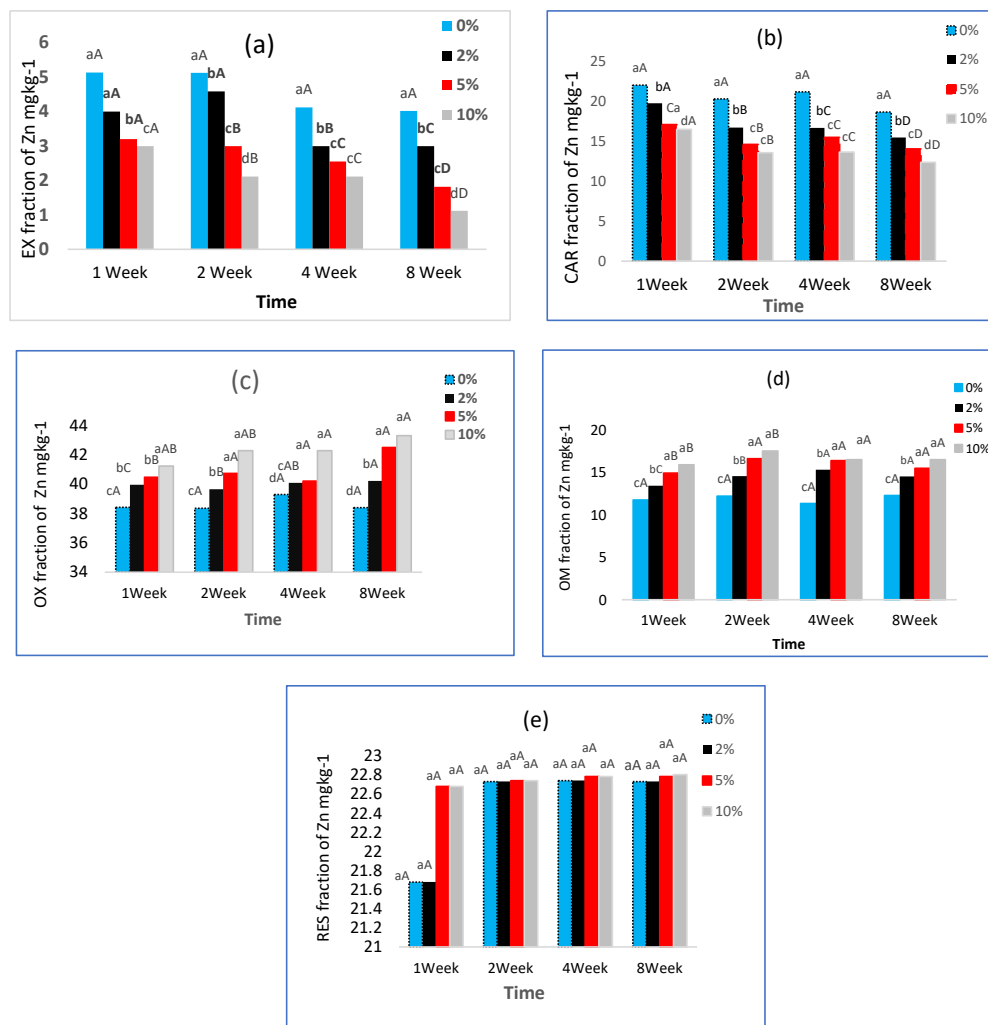 (a)
EX fraction of Zn mgkg-1
6
5
4
3
2
1
0
aA aA bA cA
aA bA cB dB
aA bB cC cC
aA bC cD dD
1 Week 2 Week 4 Week 8 Week
Time
0%
2%
5%
10%
(b)
CAR fraction of Zn mgkg-1
25
20
15
10
5
0
aA bA Ca dA
aA bB cB cB
aA bC cC cC
aA bD cD dD
1Week 2Week 4Week 8Week
Time
0%
2%
5%
10%
(c)
OX fraction of Zn mgkg-1
44
42
40
38
36
34
cA bC bB aAB
cA bB aA aAB
dA cAB aA aA
dA bA aA aA
1Week 2Week 4Week 8Week
Time
0%
2%
5%
10%
(d)
OM fraction of Zn mgkg-1
20
15
10
5
0
cA bC aB aB
cA bB aA aB
cA bA aA aA
cA bA aA aA
1Week 2Week 4Week 8Week
Time
0%
2%
5%
10%
(e)
RES fraction of Zn mgkg-1
23
22.8
22.6
22.4
22.2
22
21.8
21.6
21.4
21.2
21
aA aA aA aA
aA aA aA aA
aA aA aA aA
aA aA aA aA
1Week 2Week 4Week 8Week
Time
0%
2%
5%
10%